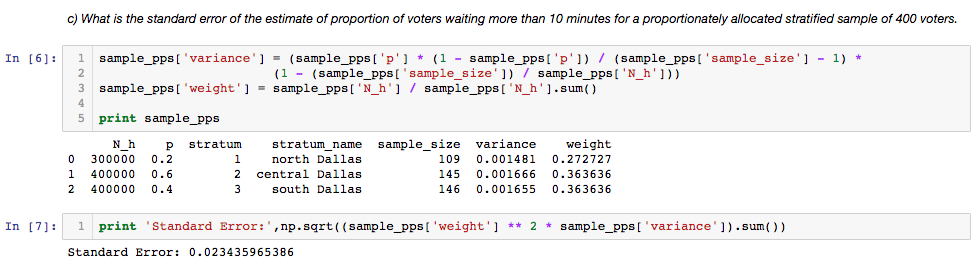 c) What is the standard error of the estimate of proportion of voters waiting more than 10 minutes for a proportionately allocated stratified sample of 400 voters.
In [6]: 1 sample_pps['variance'] = (sample_pps['p'] * (1 - sample_pps['p']) / (sample_pps['sample_size'] - 1) *
2 (1 - (sample_pps['sample_size']) / sample_pps['N_h']))
3 sample_pps['weight'] = sample_pps['N_h'] / sample_pps['N_h'].sum()
4
5 print sample_pps
N_h p stratum stratum_name sample_size variance weight
0 300000 0.2 1 north Dallas 109 0.001481 0.272727
1 400000 0.6 2 central Dallas 145 0.001666 0.363636
2 400000 0.4 3 south Dallas 146 0.001655 0.363636
In [7]: 1 print 'Standard Error:',np.sqrt((sample_pps['weight'] ** 2 * sample_pps['variance']).sum())
Standard Error: 0.023435965386